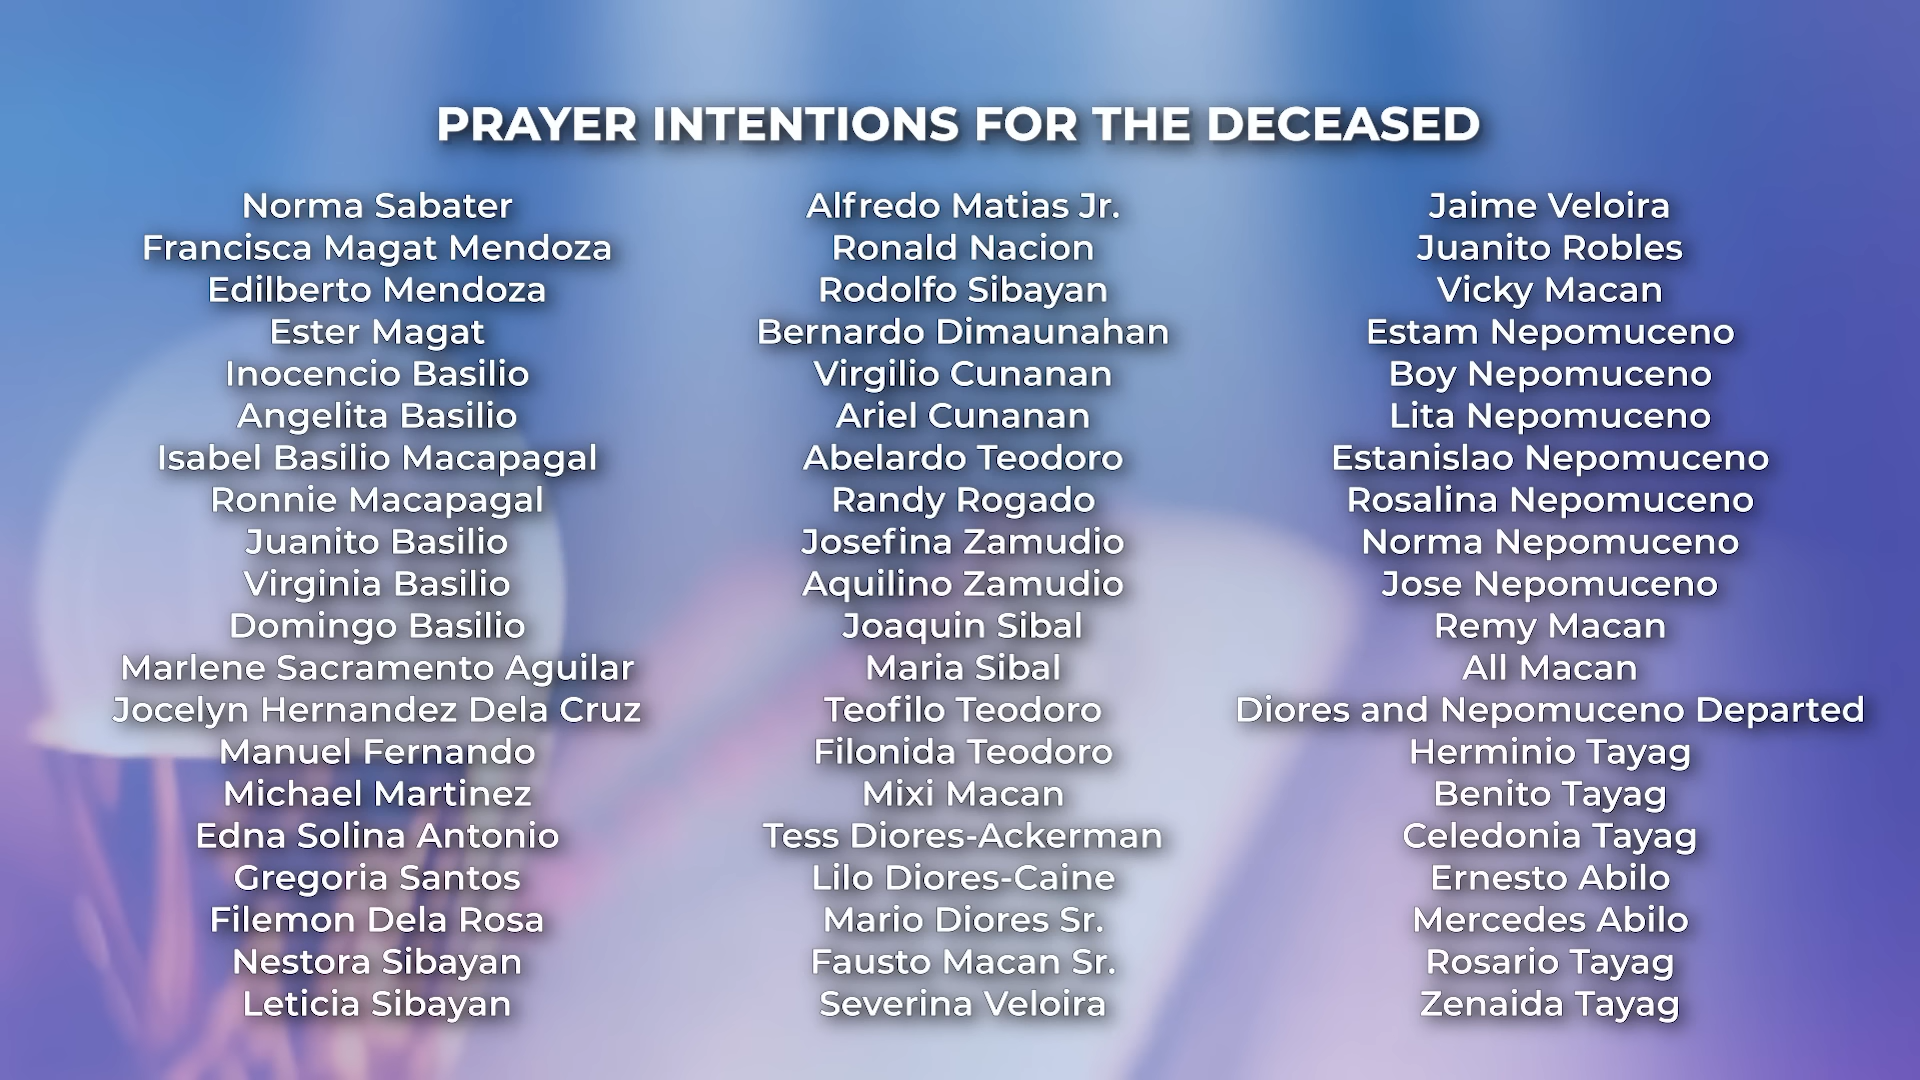 PRAYER INTENTIONS FOR THE DECEASED
Norma Sabater
Francisca Magat Mendoza
Edilberto Mendoza
Ester Magat
Inocencio Basilio
Angelita Basilio
Isabel Basilio Macapagal
Ronnie Macapagal
Juanito Basilio
Virginia Basilio
Domingo Basilio
Marlene Sacramento Aguilar
Jocelyn Hernandez Dela Cruz
Manuel Fernando
Michael Martinez
Edna Solina Antonio
Gregoria Santos
Filemon Dela Rosa
Nestora Sibayan
Leticia Sibayan
Alfredo Matias Jr.
Ronald Nacion
Rodolfo Sibayan
Bernardo Dimaunahan
Virgilio Cunanan
Ariel Cunanan
Abelardo Teodoro
Randy Rogado
Josefina Zamudio
Aquilino Zamudio
Joaquin Sibal
Maria Sibal
Teofilo Teodoro
Filonida Teodoro
Mixi Macan
Tess Diores-Ackerman
Lilo Diores-Caine
Mario Diores Sr.
Fausto Macan Sr.
Severina Veloira
Jaime Veloira
Juanito Robles
Vicky Macan
Estam Nepomuceno
Boy Nepomuceno
Lita Nepomuceno
Estanislao Nepomuceno
Rosalina Nepomuceno
Norma Nepomuceno
Jose Nepomuceno
Remy Macan
All Macan
Diores and Nepomuceno Departed
Herminio Tayag
Benito Tayag
Celedonia Tayag
Ernesto Abilo
Mercedes Abilo
Rosario Tayag
Zenaida Tayag